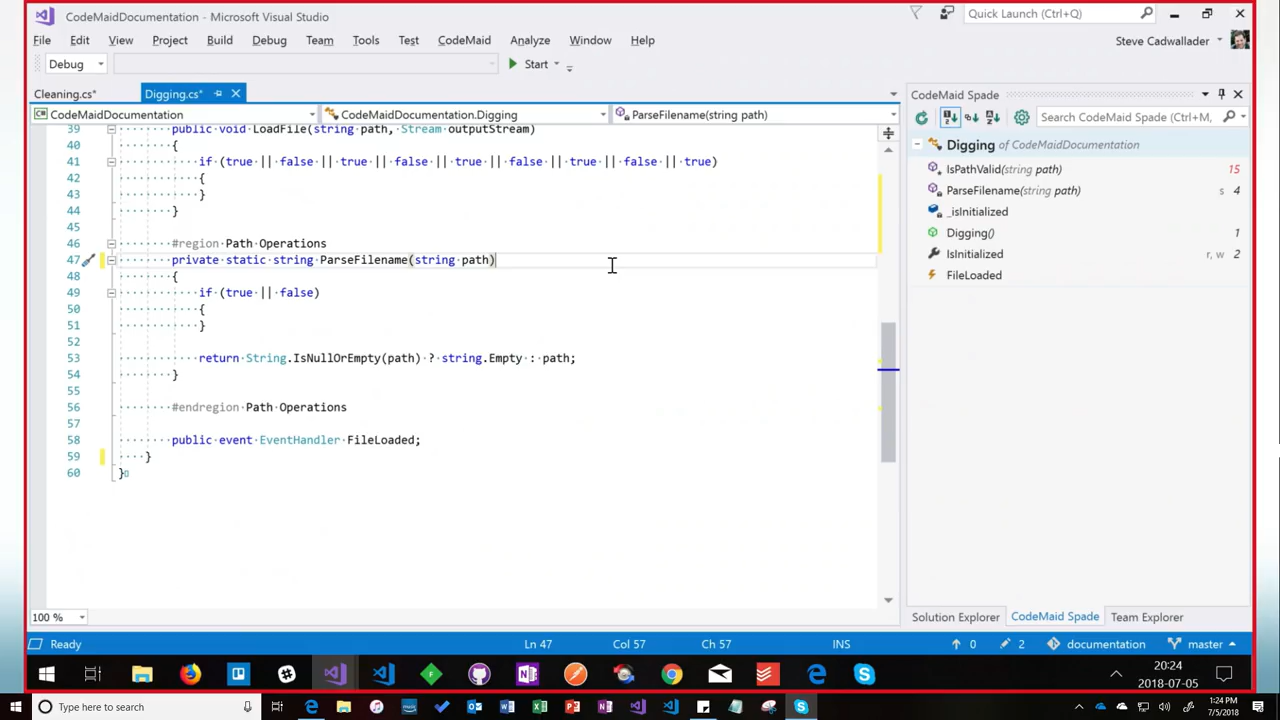 CodeMaidDocumentation - Microsoft Visual Studio
Quick Launch (Ctrl+Q)
File Edit View Project Build Debug Team Tools Test CodeMaid Analyze Window Help
Steve Cadwallader
Debug
Start
Cleaning.cs*
Digging.cs*
CodeMaid Spade
CodeMaidDocumentation
CodeMaidDocumentation.Digging
ParseFilename(string path)
Search CodeMaid Spade (Ctrl+M,
39 public void LoadFile(string path, Stream outputStream)
40 {
41 if (true || false || true || false || true || false || true || false || true)
42 {
43 }
44 }
45
46 #region Path Operations
47 private static string ParseFilename(string path)
48 {
49 if (true || false)
50 {
51 }
52
53 return String.IsNullOrEmpty(path) ? string.Empty : path;
54 }
55
56 #endregion Path Operations
57
58 public event EventHandler FileLoaded;
59 }
60 }
Digging of CodeMaidDocumentation
IsPathValid(string path) 15
ParseFilename(string path) s 4
_isInitialized
Digging() 1
IsInitialized r, w 2
FileLoaded
100 %
Solution Explorer CodeMaid Spade Team Explorer
Ready Ln 47 Col 57 Ch 57 INS 0 2 documentation master
20:24
2018-07-05
Type here to search
1:24 PM
7/5/2018